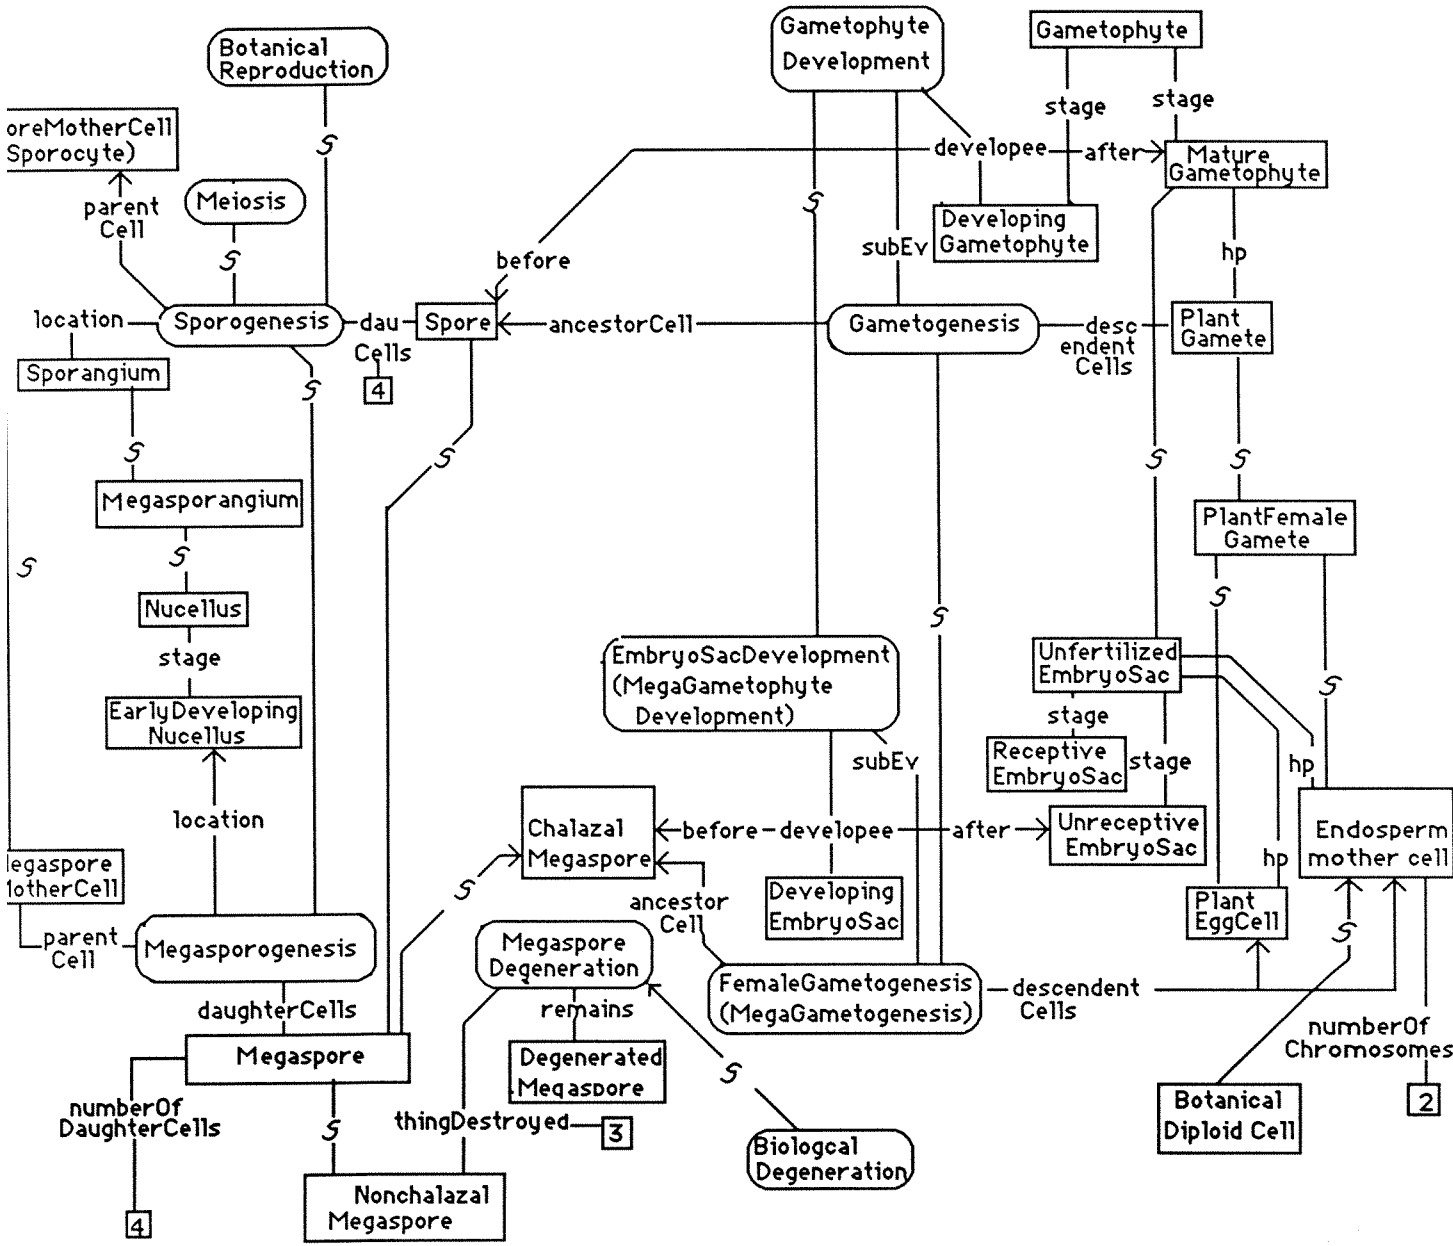 Botanical
Reproduction
Gametophyte
Development
Gametophyte
stage
stage
oreMotherCell
Sporocyte)
S
developee
after
Mature
Gametophyte
parent
Cell
Meiosis
S
Developing
Gametophyte
subEv
hp
S
before
location
Sporogenesis
dau
Cells
4
Spore
ancestorCell
Gametogenesis
desc
endent
Cells
Plant
Gamete
Sporangium
S
S
S
S
S
Megasporangium
PlantFemale
Gamete
S
S
Nucellus
S
S
stage
Unfertilized
EmbryoSac
EmbryoSacDevelopment
(MegaGametophyte
Development)
S
EarlyDeveloping
Nucellus
stage
subEv
Receptive
EmbryoSac
stage
hp
location
Chalazal
Megaspore
before
developee
after
Unreceptive
EmbryoSac
Endosperm
mother cell
egaspore
MotherCell
S
ancestor
Cell
Developing
EmbryoSac
hp
Plant
EggCell
parent
Cell
Megasporogenesis
Megaspore
Degeneration
S
FemaleGametogenesis
(MegaGametogenesis)
descendent
Cells
daughterCells
remains
numberOf
Chromosomes
Megaspore
Degenerated
Megaspore
S
2
numberOf
DaughterCells
S
thingDestroyed
3
Botanical
Diploid Cell
Biologcal
Degeneration
Nonchalazal
Megaspore
4